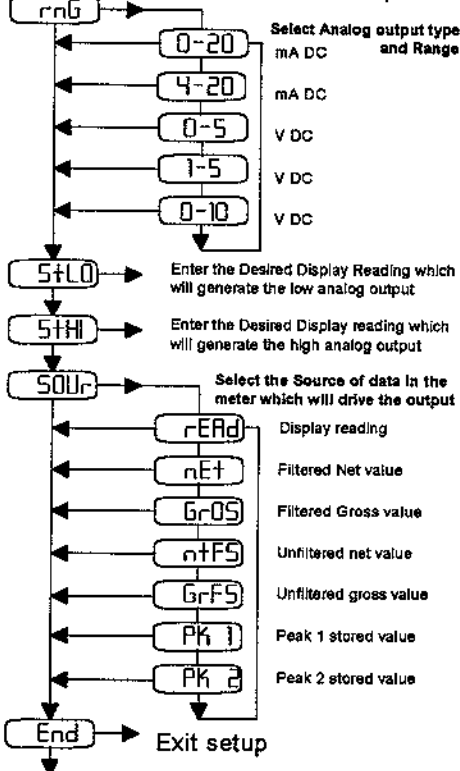 rnG
Select Analog output type
and Range
0-20 mA DC
4-20 mA DC
0-5 V DC
1-5 V DC
0-10 V DC
StLO Enter the Desired Display Reading which
will generate the low analog output
StHI Enter the Desired Display reading which
will generate the high analog output
SOUr Select the Source of data in the
meter which will drive the output
rEAd Display reading
nEt Filtered Net value
GrOS Filtered Gross value
ntFS Unfiltered net value
GrFS Unfiltered gross value
PK 1 Peak 1 stored value
PK 2 Peak 2 stored value
End Exit setup